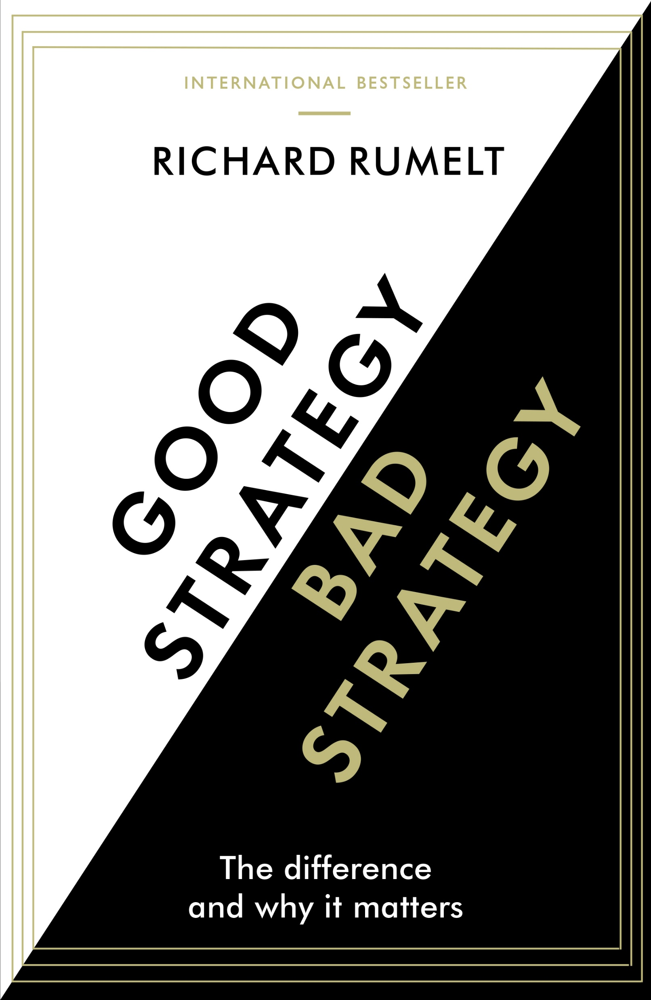 INTERNATIONAL BESTSELLER
RICHARD RUMELT
GOOD
STRATEGY
BAD
STRATEGY
The difference
and why it matters